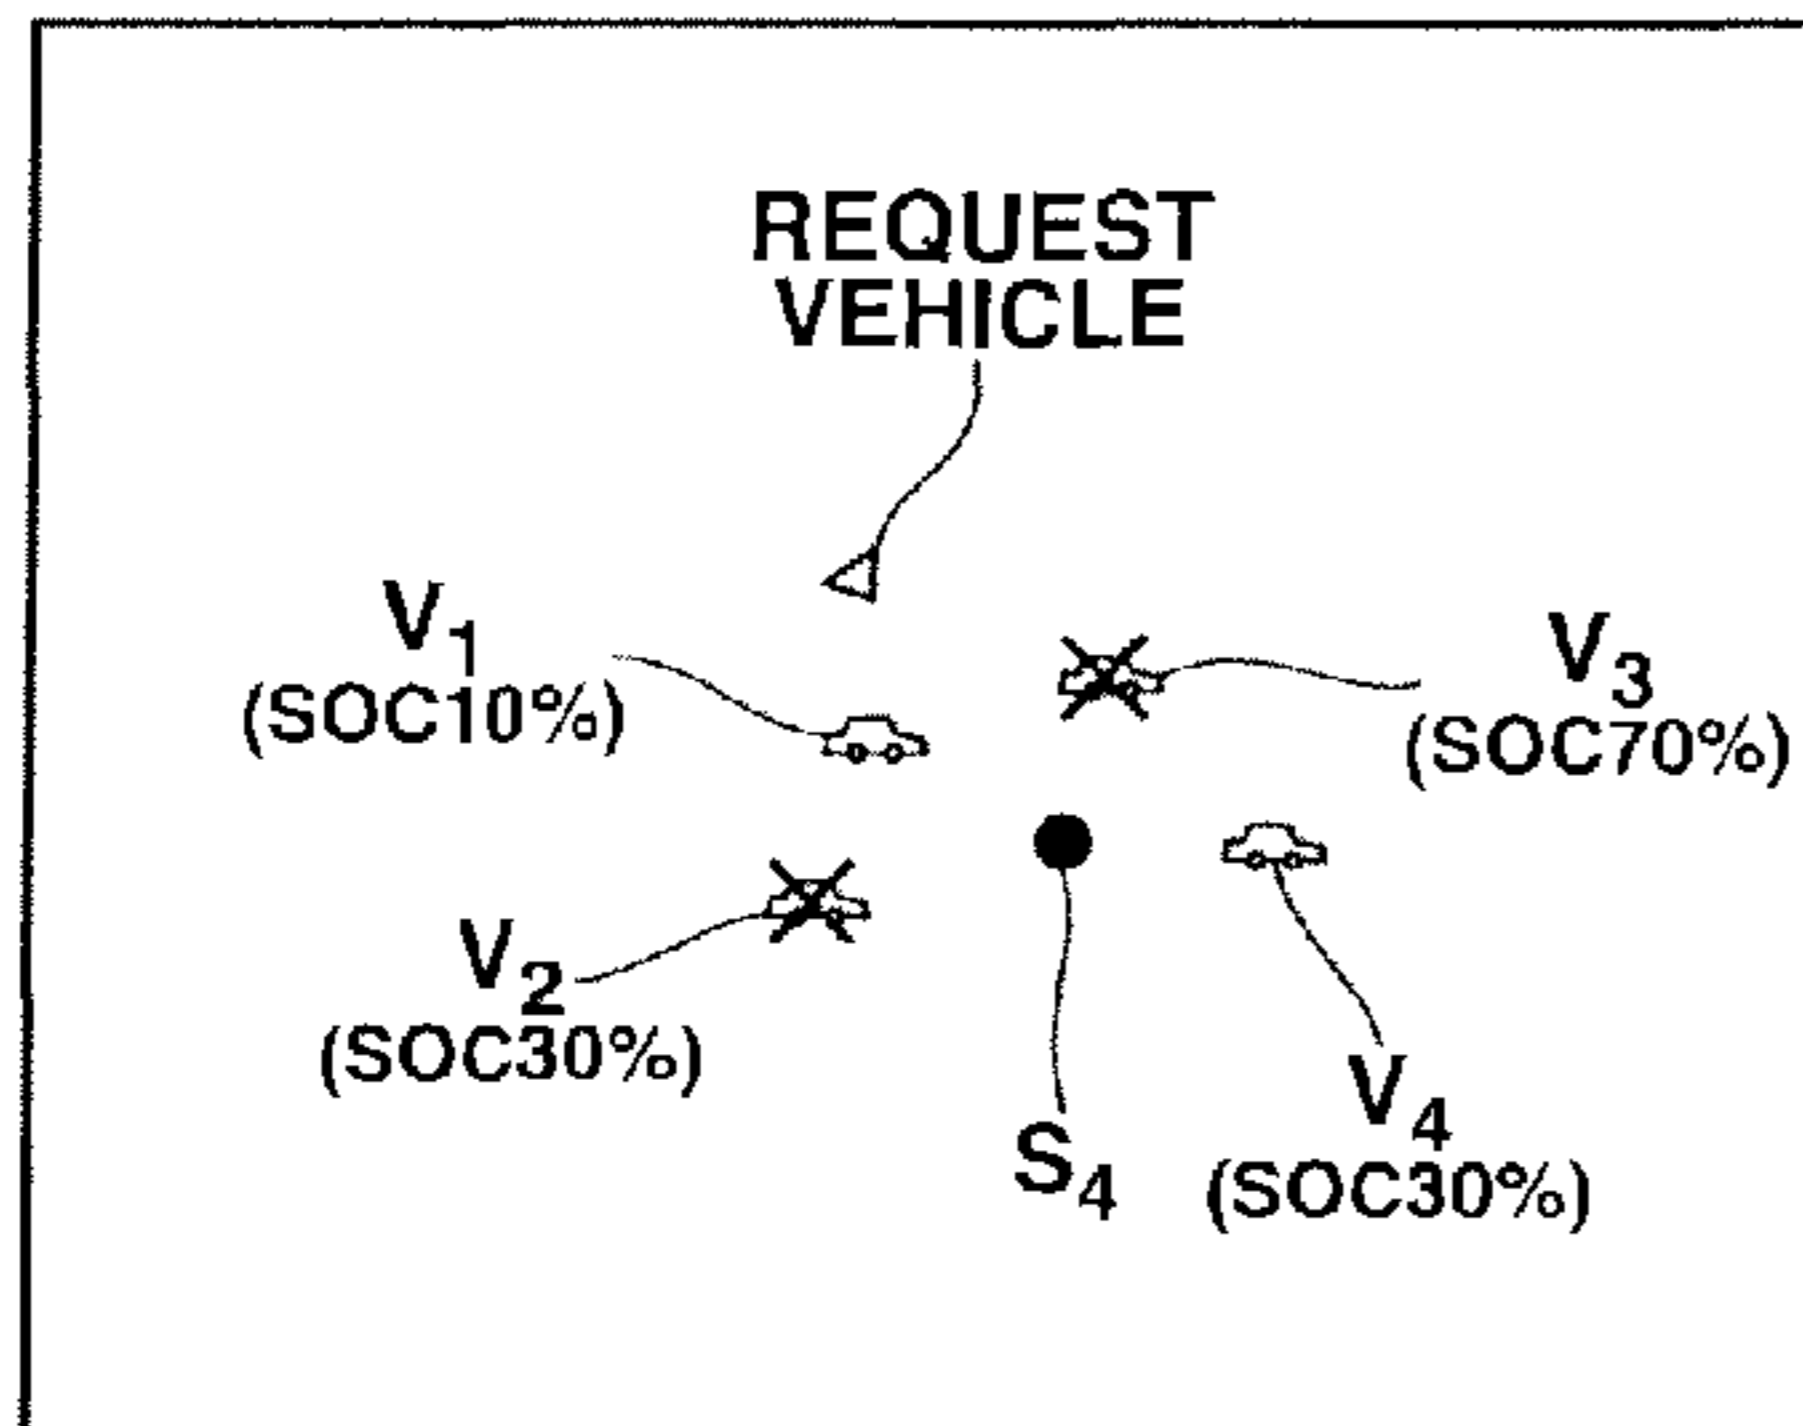 REQUEST
VEHICLE
V1
(SOC10%)
V3
(SOC70%)
V2
(SOC30%)
S4
V4
(SOC30%)